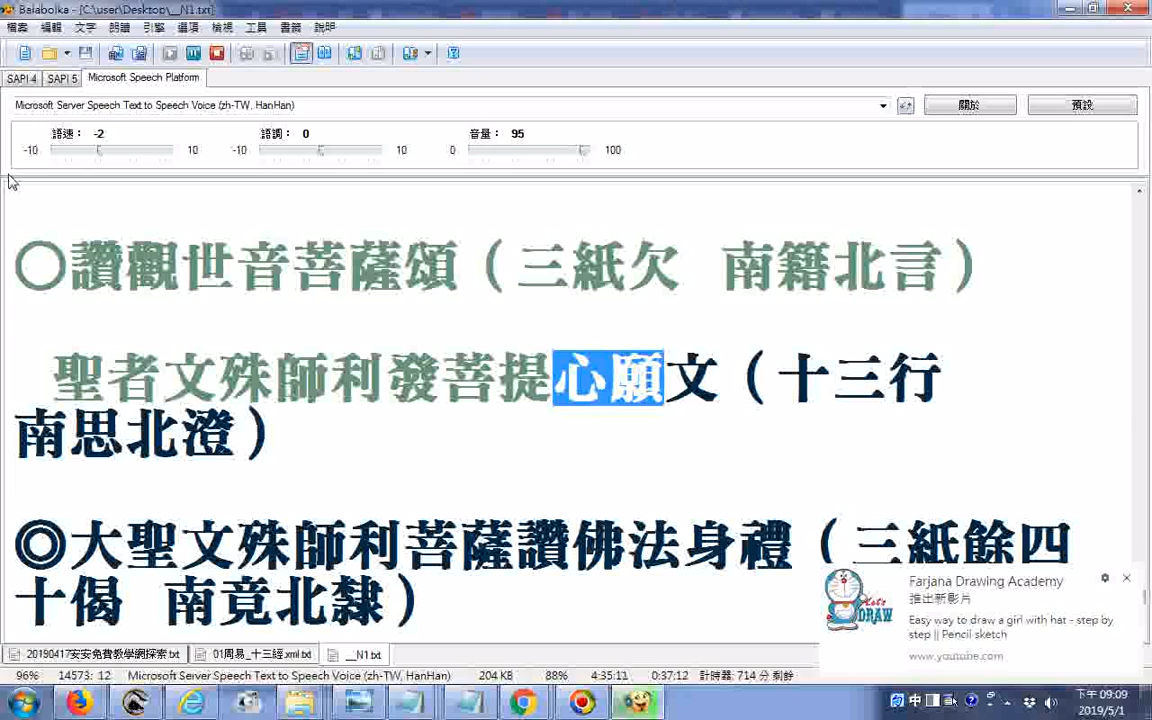 Balabolka - [C:\user\Desktop\__N1.txt]
檔案 編輯 文字 朗讀 引擎 選項 檢視 工具 書籤 說明
SAPI 4 SAPI 5 Microsoft Speech Platform
Microsoft Server Speech Text to Speech Voice (zh-TW, HanHan) 關於 預設
語速： -2 語調： 0 音量： 95
-10 10 -10 10 0 100
〇讚觀世音菩薩頌（三紙欠 南籍北言）
聖者文殊師利發菩提心願文（十三行
南思北澄）
◎大聖文殊師利菩薩讚佛法身禮（三紙餘四
十偈 南竟北隸）
Farjana Drawing Academy
推出新影片
Easy way to draw a girl with hat - step by
step || Pencil sketch
www.youtube.com
Let's
DRAW
20190417安安免費教學網探索.txt 01周易_十三經.xml.txt __N1.txt
96% 14573: 12 Microsoft Server Speech Text to Speech Voice (zh-TW, HanHan) 204 KB 88% 4:35:11 0:37:12 計時器: 714 分 剩餘
中
下午 09:09
2019/5/1